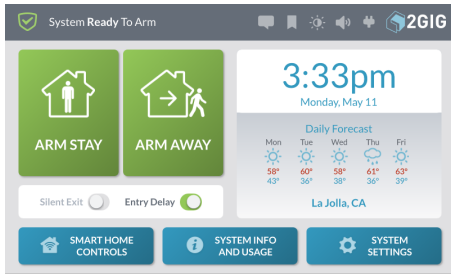 System Ready To Arm
2GIG
ARM STAY
ARM AWAY
Silent Exit
Entry Delay
3:33pm
Monday, May 11
Daily Forecast
Mon Tue Wed Thu Fri
58° 60° 58° 61° 63°
43° 36° 38° 36° 39°
La Jolla, CA
SMART HOME
CONTROLS
SYSTEM INFO
AND USAGE
SYSTEM
SETTINGS